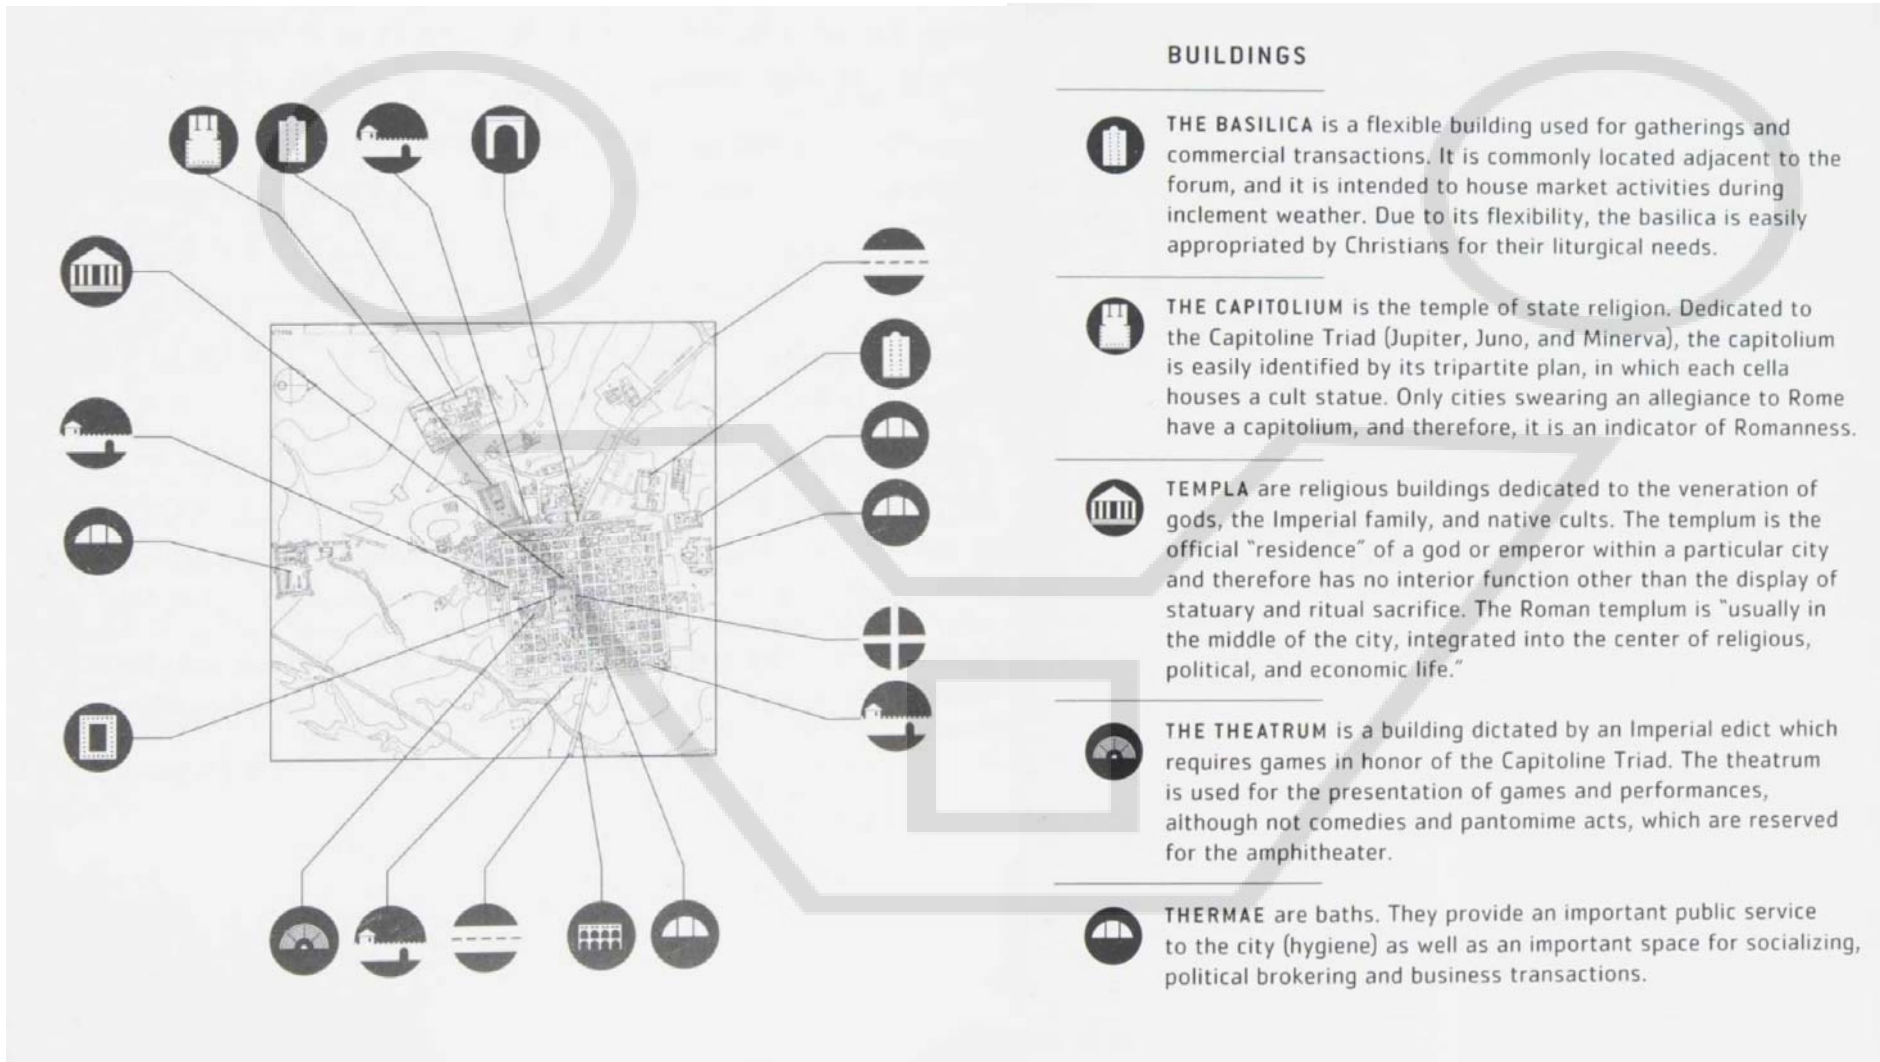 BUILDINGS
THE BASILICA is a flexible building used for gatherings and
commercial transactions. It is commonly located adjacent to the
forum, and it is intended to house market activities during
inclement weather. Due to its flexibility, the basilica is easily
appropriated by Christians for their liturgical needs.
THE CAPITOLIUM is the temple of state religion. Dedicated to
the Capitoline Triad (Jupiter, Juno, and Minerva), the capitolium
is easily identified by its tripartite plan, in which each cella
houses a cult statue. Only cities swearing an allegiance to Rome
have a capitolium, and therefore, it is an indicator of Romanness.
TEMPLA are religious buildings dedicated to the veneration of
gods, the Imperial family, and native cults. The templum is the
official "residence" of a god or emperor within a particular city
and therefore has no interior function other than the display of
statuary and ritual sacrifice. The Roman templum is "usually in
the middle of the city, integrated into the center of religious,
political, and economic life."
THE THEATRUM is a building dictated by an Imperial edict which
requires games in honor of the Capitoline Triad. The theatrum
is used for the presentation of games and performances,
although not comedies and pantomime acts, which are reserved
for the amphitheater.
THERMAE are baths. They provide an important public service
to the city (hygiene) as well as an important space for socializing,
political brokering and business transactions.